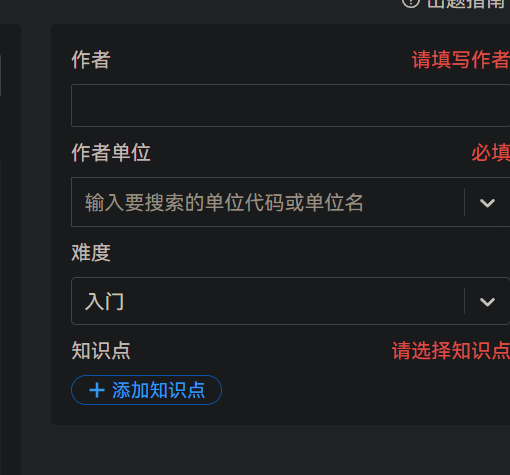 出题指南
作者 请填写作者
作者单位 必填
输入要搜索的单位代码或单位名
难度
入门
知识点 请选择知识点
添加知识点